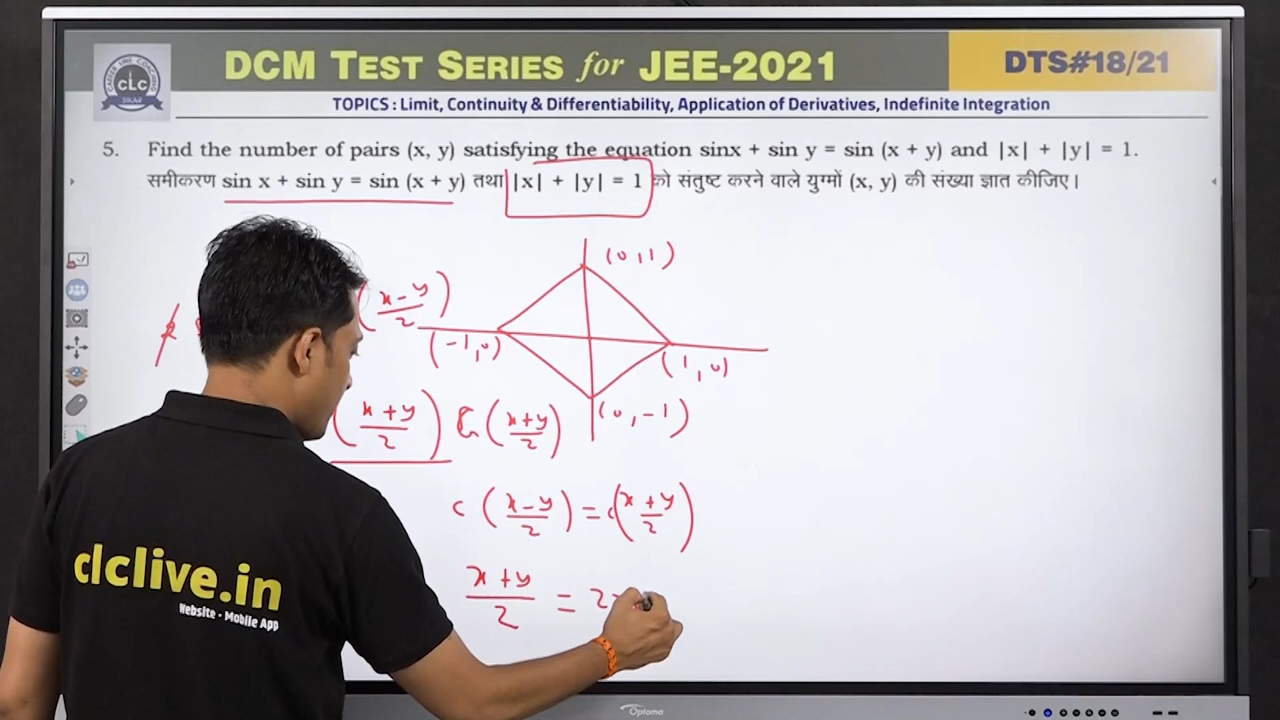 DCM TEST SERIES for JEE-2021
DTS#18/21
CLC
SIKAR
TOPICS : Limit, Continuity & Differentiability, Application of Derivatives, Indefinite Integration
5. Find the number of pairs (x, y) satisfying the equation sinx + sin y = sin (x + y) and |x| + |y| = 1.
समीकरण sin x + sin y = sin (x + y) तथा |x| + |y| = 1 को संतुष्ट करने वाले युग्मों (x, y) की संख्या ज्ञात कीजिए।
(0,1)
(x-y/2)
(-1,0)
(1,0)
(x+y/2) (x+y/2)
(0,-1)
c (x-y/2) = c(x+y/2)
x+y/2 = 2
clclive.in
Website - Mobile App
Optoma